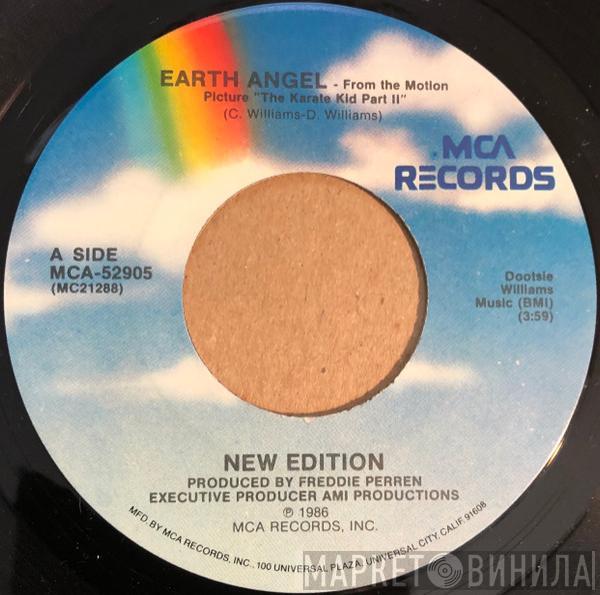 EARTH ANGEL - From the Motion
Picture "The Karate Kid Part II"
(C. Williams-D. Williams)
MCA
RECORDS
A SIDE
MCA-52905
(MC21288)
Dootsie
Williams
Music (BMI)
(3:59)
NEW EDITION
PRODUCED BY FREDDIE PERREN
EXECUTIVE PRODUCER AMI PRODUCTIONS
℗ 1986
MCA RECORDS, INC.
MFD. BY MCA RECORDS, INC., 100 UNIVERSAL PLAZA, UNIVERSAL CITY, CALIF. 91608
МАРКЕТ ВИНИЛА